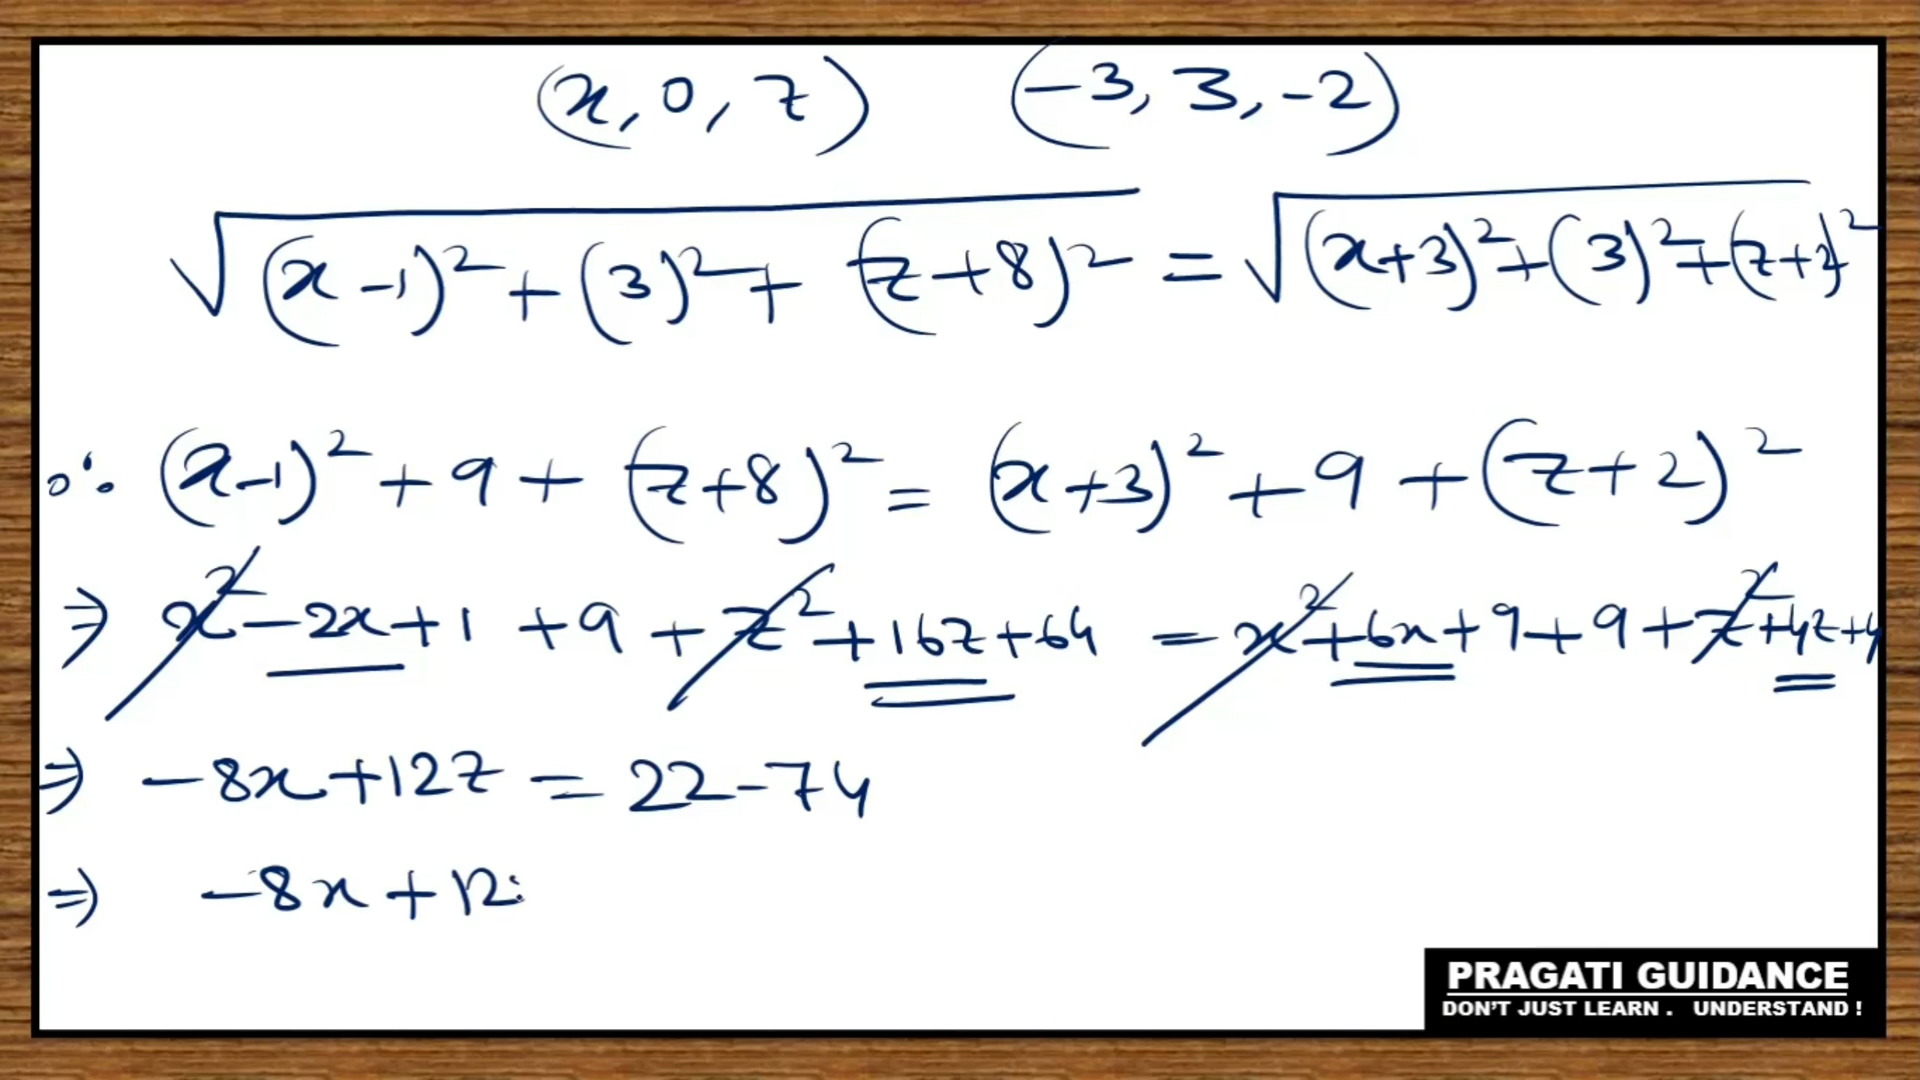 (x, 0, z) (-3, 3, -2)
√(x-1)² + (3)² + (z+8)² = √(x+3)² + (3)² + (z+2)²
∴ (x-1)² + 9 + (z+8)² = (x+3)² + 9 + (z+2)²
⇒ x² - 2x + 1 + 9 + z² + 16z + 64 = x² + 6x + 9 + 9 + z² + 4z + 4
⇒ -8x + 12z = 22 - 74
⇒ -8x + 12
PRAGATI GUIDANCE
DON'T JUST LEARN . UNDERSTAND !